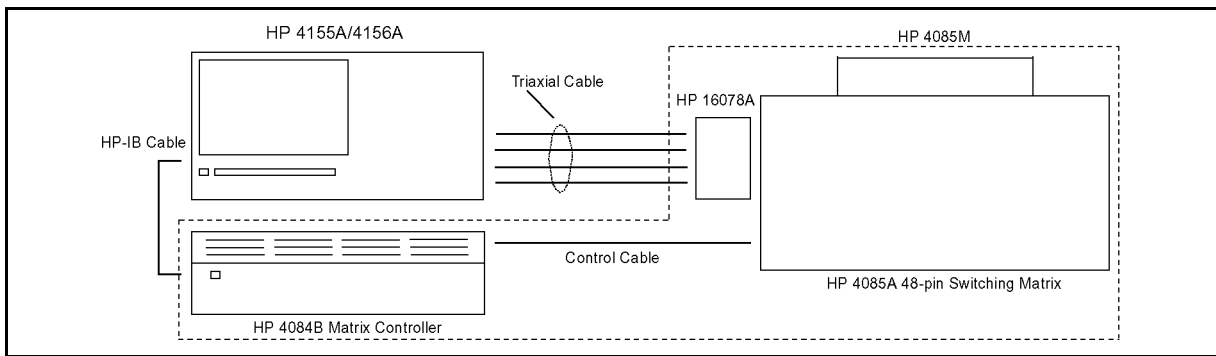 HP 4155A/4156A
HP 4085M
Triaxial Cable
HP 16078A
HP-IB Cable
Control Cable
HP 4085A 48-pin Switching Matrix
HP 4084B Matrix Controller